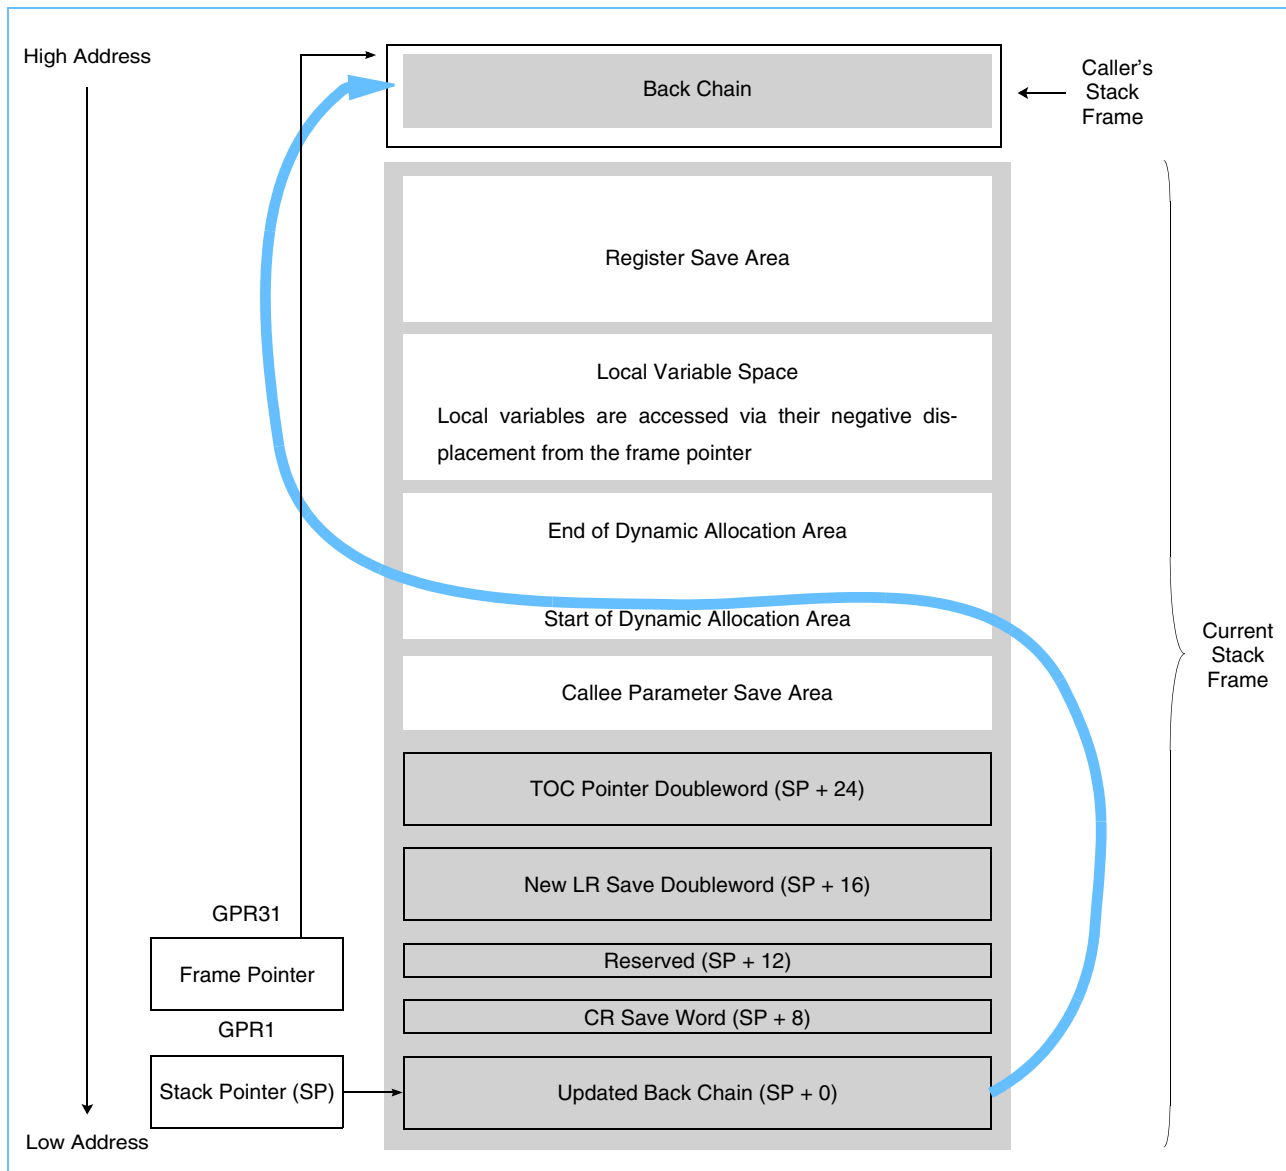 High Address
Back Chain
Caller's
Stack
Frame
Register Save Area
Local Variable Space
Local variables are accessed via their negative dis-
placement from the frame pointer
End of Dynamic Allocation Area
Start of Dynamic Allocation Area
Current
Stack
Frame
Callee Parameter Save Area
TOC Pointer Doubleword (SP + 24)
New LR Save Doubleword (SP + 16)
GPR31
Frame Pointer
Reserved (SP + 12)
GPR1
CR Save Word (SP + 8)
Stack Pointer (SP)
Updated Back Chain (SP + 0)
Low Address